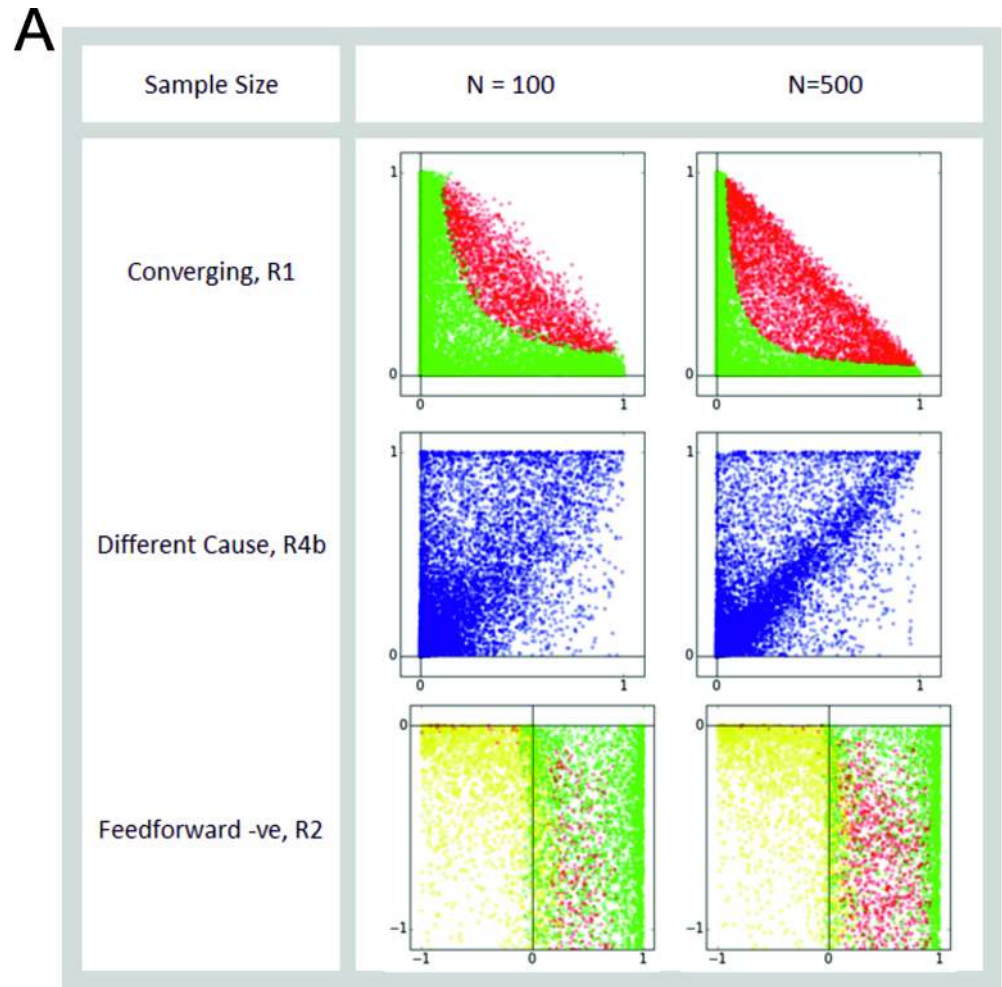 A
Sample Size N = 100 N=500
Converging, R1
1 1
0 0
0 1 0 1
Different Cause, R4b
1 1
0 0
0 1 0 1
Feedforward -ve, R2
0 0
−1 −1
−1 0 1 −1 0 1